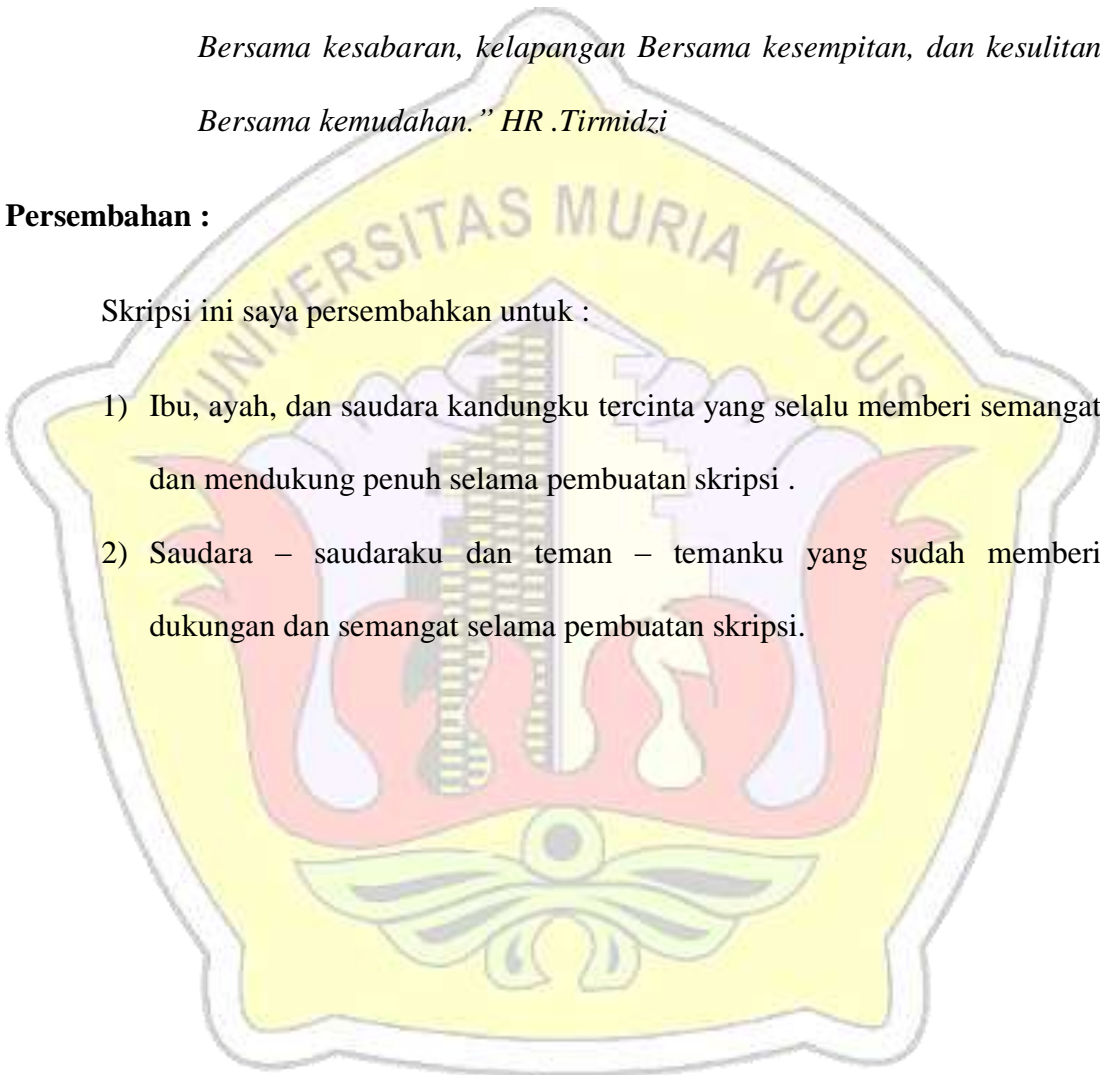 Bersama kesabaran, kelapangan Bersama kesempitan, dan kesulitan
Bersama kemudahan.” HR .Tirmidzi
Persembahan :
UNIVERSITAS MURIA KUDUS
Skripsi ini saya persembahkan untuk :
1) Ibu, ayah, dan saudara kandungku tercinta yang selalu memberi semangat
dan mendukung penuh selama pembuatan skripsi .
2) Saudara – saudaraku dan teman – temanku yang sudah memberi
dukungan dan semangat selama pembuatan skripsi.